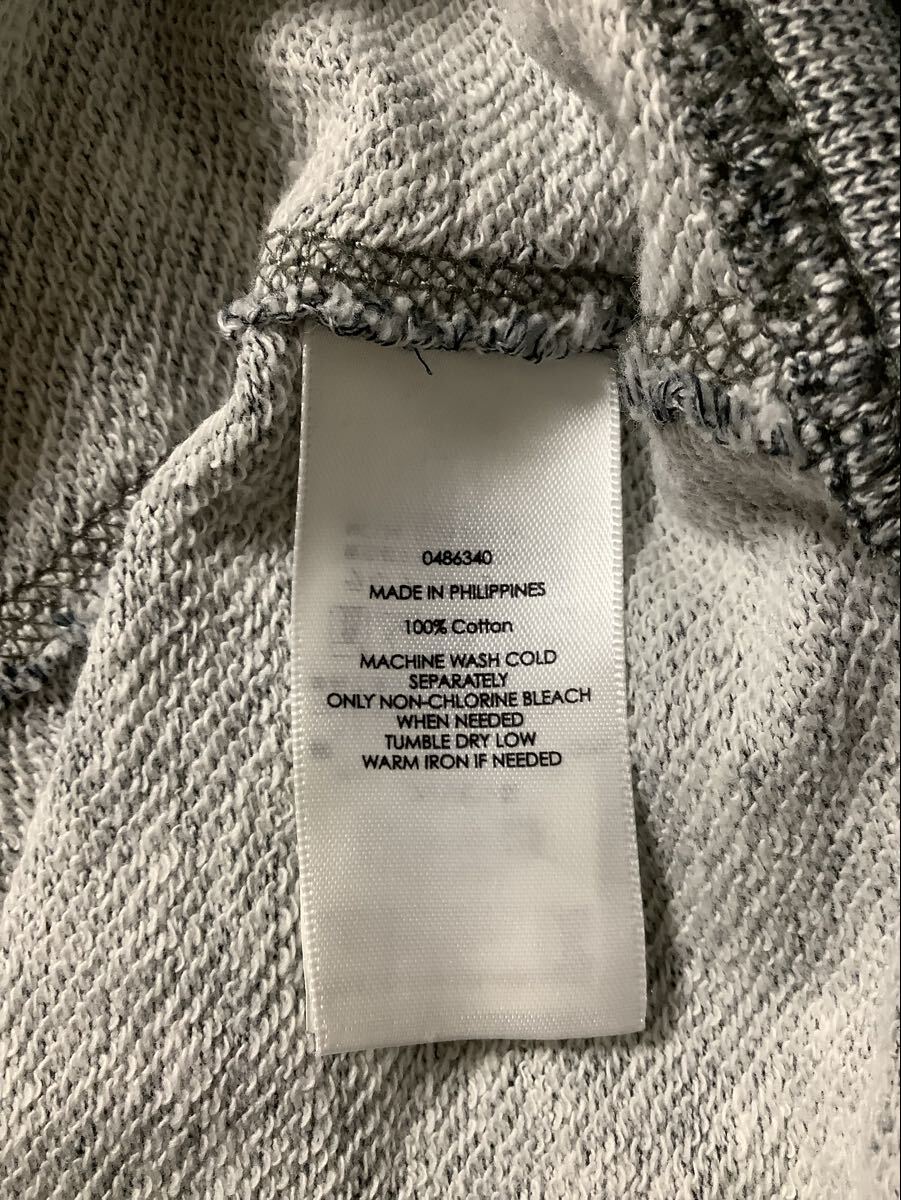 0486340
MADE IN PHILIPPINES
100% Cotton
MACHINE WASH COLD
SEPARATELY
ONLY NON-CHLORINE BLEACH
WHEN NEEDED
TUMBLE DRY LOW
WARM IRON IF NEEDED